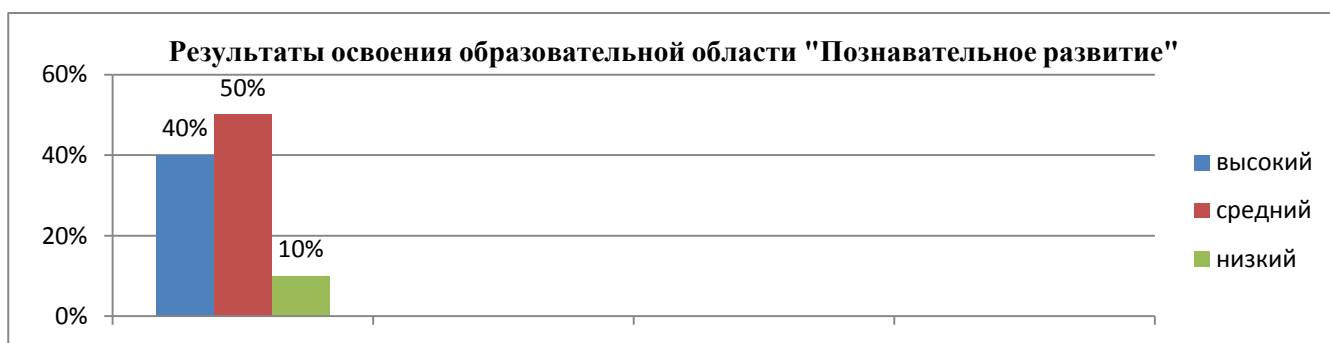 Результаты освоения образовательной области "Познавательное развитие"
60%
50%
40%
40%
высокий
средний
20%
10%
низкий
0%